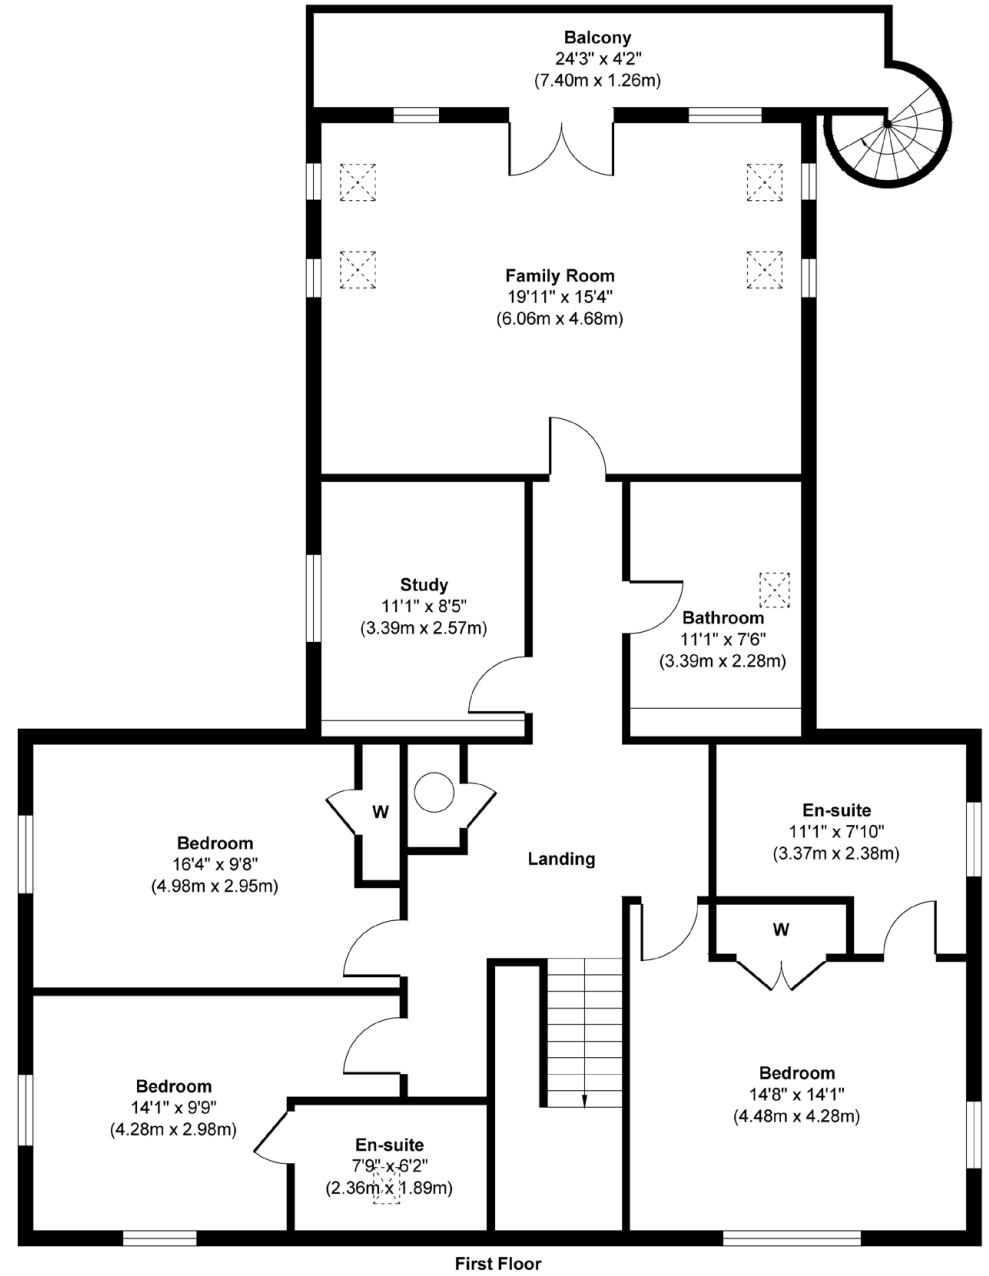 Balcony
24'3" x 4'2"
(7.40m x 1.26m)
Family Room
19'11" x 15'4"
(6.06m x 4.68m)
Study
11'1" x 8'5"
(3.39m x 2.57m)
Bathroom
11'1" x 7'6"
(3.39m x 2.28m)
W
Bedroom
16'4" x 9'8"
(4.98m x 2.95m)
Landing
En-suite
11'1" x 7'10"
(3.37m x 2.38m)
W
Bedroom
14'1" x 9'9"
(4.28m x 2.98m)
En-suite
7'9" x 6'2"
(2.36m x 1.89m)
Bedroom
14'8" x 14'1"
(4.48m x 4.28m)
First Floor